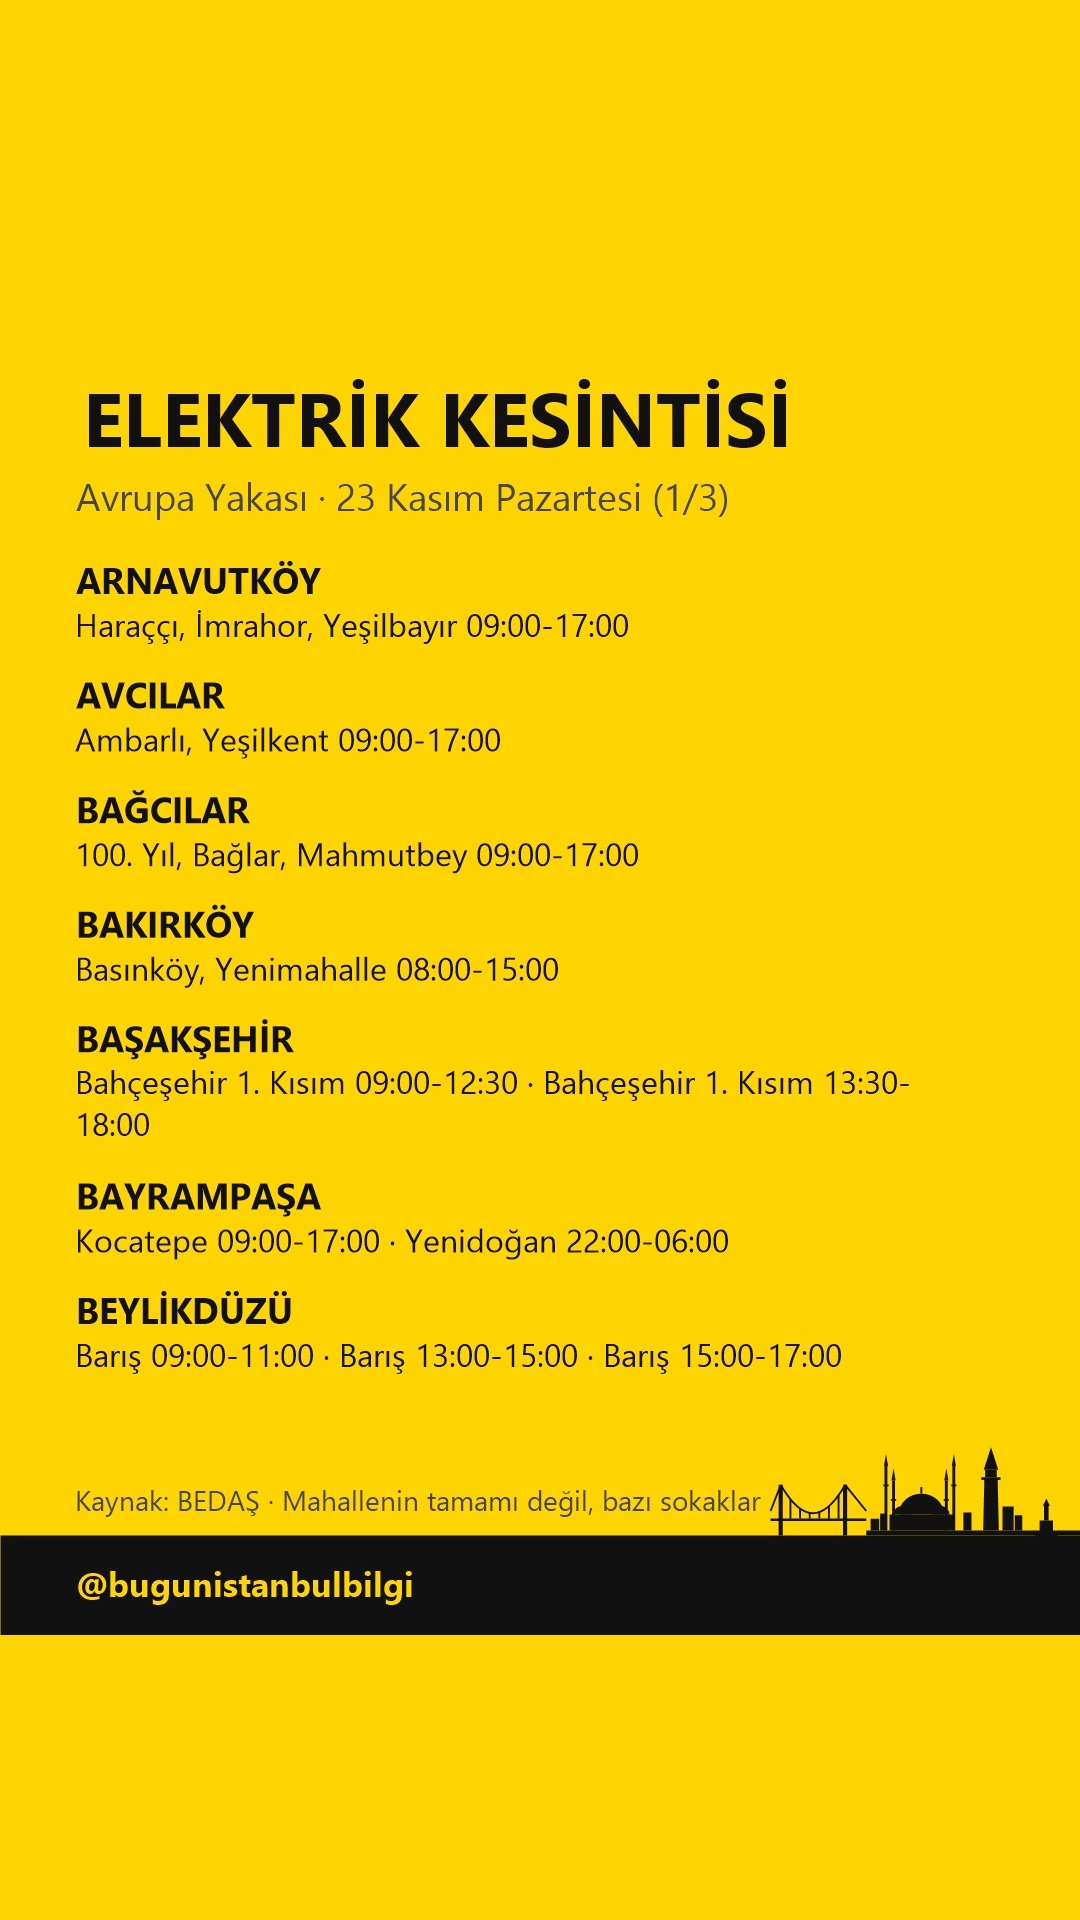 ELEKTRİK KESİNTİSİ
Avrupa Yakası · 23 Kasım Pazartesi (1/3)
ARNAVUTKÖY
Haraççı, İmrahor, Yeşilbayır 09:00-17:00
AVCILAR
Ambarlı, Yeşilkent 09:00-17:00
BAĞCILAR
100. Yıl, Bağlar, Mahmutbey 09:00-17:00
BAKIRKÖY
Basınköy, Yenimahalle 08:00-15:00
BAŞAKŞEHİR
Bahçeşehir 1. Kısım 09:00-12:30 · Bahçeşehir 1. Kısım 13:30-
18:00
BAYRAMPAŞA
Kocatepe 09:00-17:00 · Yenidoğan 22:00-06:00
BEYLİKDÜZÜ
Barış 09:00-11:00 · Barış 13:00-15:00 · Barış 15:00-17:00
Kaynak: BEDAŞ · Mahallenin tamamı değil, bazı sokaklar
@bugunistanbulbilgi